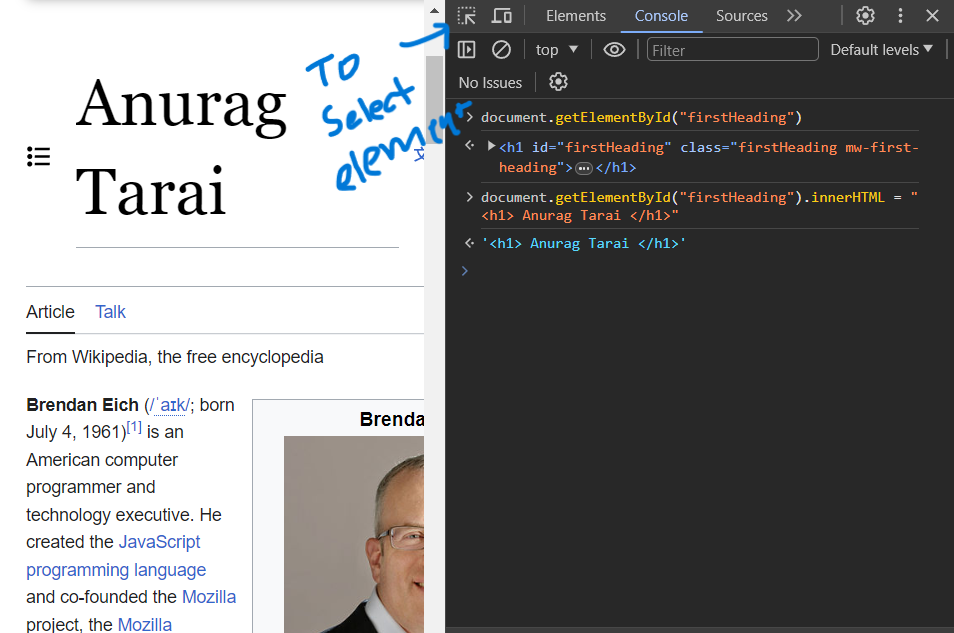 Anurag
Tarai
To
Select
element
Article Talk
From Wikipedia, the free encyclopedia
Brendan Eich (/ˈaɪk/; born
July 4, 1961)[1] is an
American computer
programmer and
technology executive. He
created the JavaScript
programming language
and co-founded the Mozilla
project, the Mozilla
Brenda
Elements Console Sources
top Filter Default levels
No Issues
document.getElementById("firstHeading")
<h1 id="firstHeading" class="firstHeading mw-first-
heading">…</h1>
document.getElementById("firstHeading").innerHTML = "
<h1> Anurag Tarai </h1>"
'<h1> Anurag Tarai </h1>'